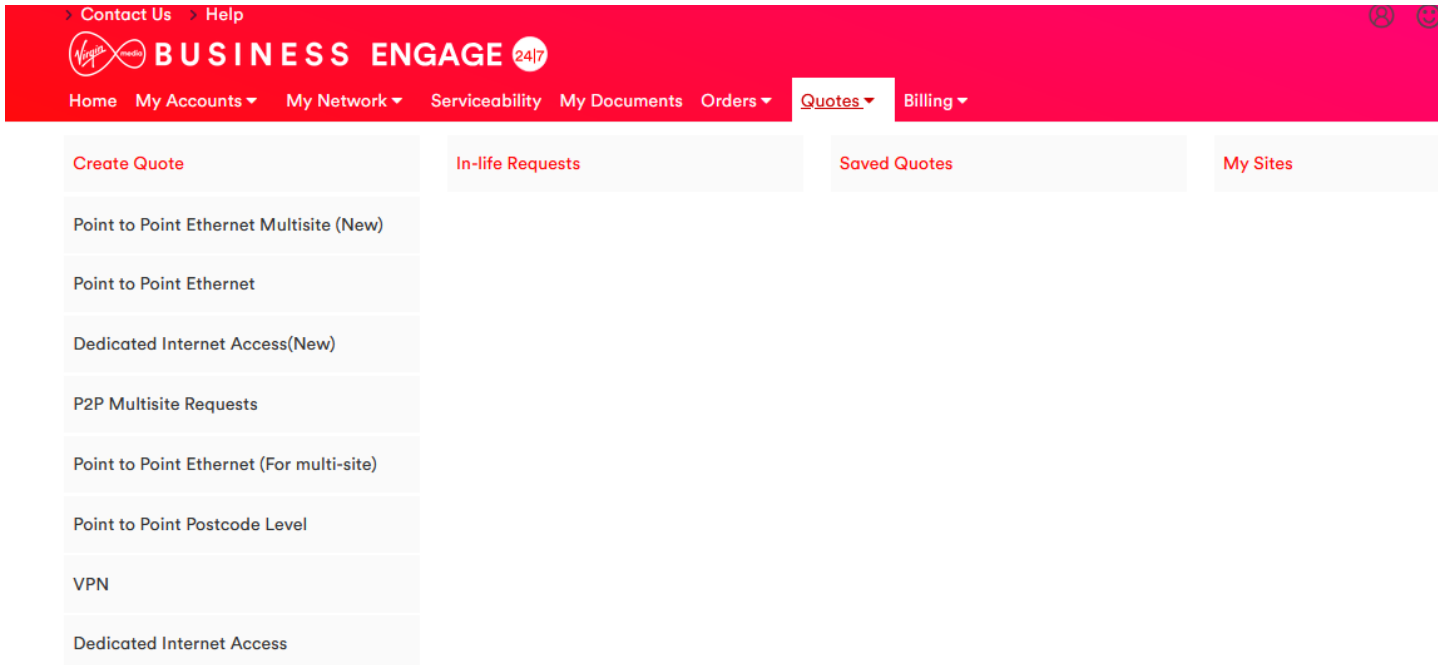 > Contact Us > Help
Virgin media BUSINESS ENGAGE 24|7
Home My Accounts My Network Serviceability My Documents Orders Quotes Billing
Create Quote In-life Requests Saved Quotes My Sites
Point to Point Ethernet Multisite (New)
Point to Point Ethernet
Dedicated Internet Access(New)
P2P Multisite Requests
Point to Point Ethernet (For multi-site)
Point to Point Postcode Level
VPN
Dedicated Internet Access